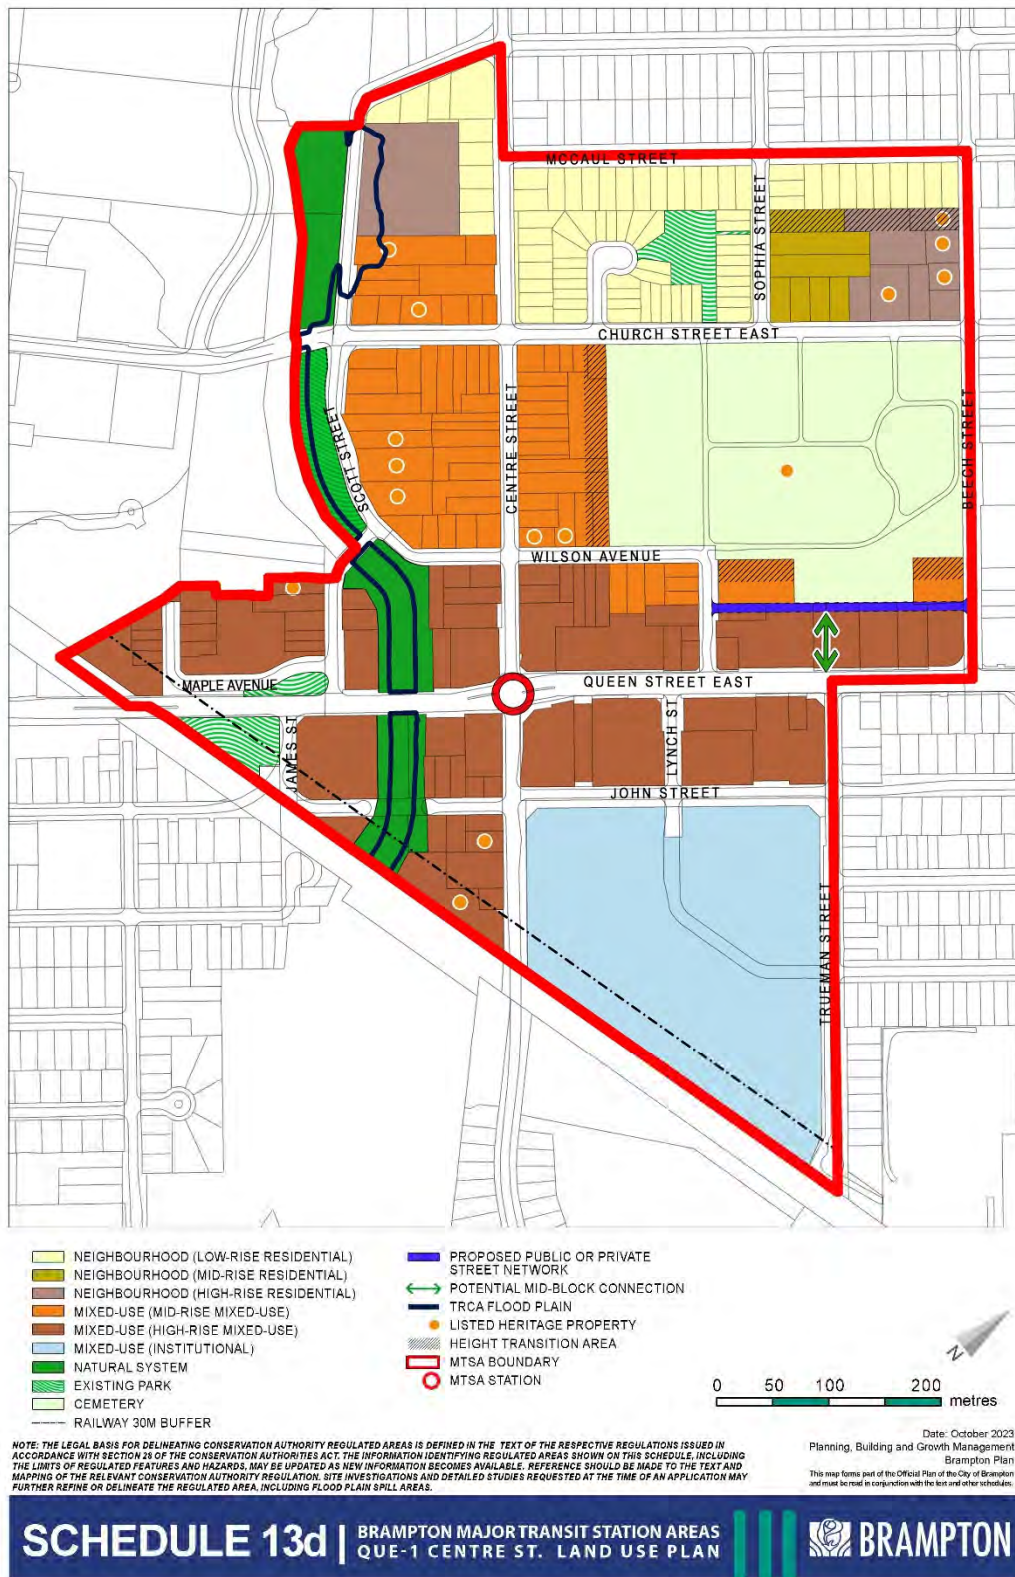 MCCAUL STREET
SOPHIA STREET
CHURCH STREET EAST
SCOTT STREET
CENTRE STREET
BEECH STREET
WILSON AVENUE
MAPLE AVENUE
QUEEN STREET EAST
JAMES ST
LYNCH ST
JOHN STREET
TRUEMAN STREET
NEIGHBOURHOOD (LOW-RISE RESIDENTIAL)
NEIGHBOURHOOD (MID-RISE RESIDENTIAL)
NEIGHBOURHOOD (HIGH-RISE RESIDENTIAL)
MIXED-USE (MID-RISE MIXED-USE)
MIXED-USE (HIGH-RISE MIXED-USE)
MIXED-USE (INSTITUTIONAL)
NATURAL SYSTEM
EXISTING PARK
CEMETERY
RAILWAY 30M BUFFER
PROPOSED PUBLIC OR PRIVATE
STREET NETWORK
POTENTIAL MID-BLOCK CONNECTION
TRCA FLOOD PLAIN
LISTED HERITAGE PROPERTY
HEIGHT TRANSITION AREA
MTSA BOUNDARY
MTSA STATION
N
0 50 100 200 metres
NOTE: THE LEGAL BASIS FOR DELINEATING CONSERVATION AUTHORITY REGULATED AREAS IS DEFINED IN THE TEXT OF THE RESPECTIVE REGULATIONS ISSUED IN
ACCORDANCE WITH SECTION 28 OF THE CONSERVATION AUTHORITIES ACT. THE INFORMATION IDENTIFYING REGULATED AREAS SHOWN ON THIS SCHEDULE, INCLUDING
THE LIMITS OF REGULATED FEATURES AND HAZARDS, MAY BE UPDATED AS NEW INFORMATION BECOMES AVAILABLE. REFERENCE SHOULD BE MADE TO THE TEXT AND
MAPPING OF THE RELEVANT CONSERVATION AUTHORITY REGULATION. SITE INVESTIGATIONS AND DETAILED STUDIES REQUESTED AT THE TIME OF AN APPLICATION MAY
FURTHER REFINE OR DELINEATE THE REGULATED AREA, INCLUDING FLOOD PLAIN SPILL AREAS.
Date: October 2023
Planning, Building and Growth Management
Brampton Plan
This map forms part of the Official Plan of the City of Brampton
and must be read in conjunction with the text and other schedules.
SCHEDULE 13d
BRAMPTON MAJOR TRANSIT STATION AREAS
QUE-1 CENTRE ST. LAND USE PLAN
BRAMPTON